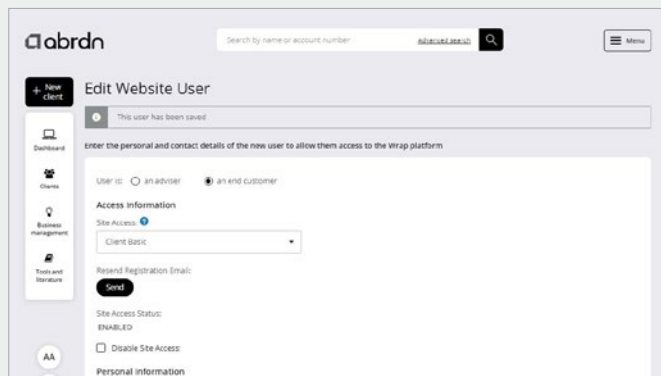 abrdn
Search by name or account number
Advanced search
Menu
+ New client
Edit Website User
This user has been saved
Dashboard
Enter the personal and contact details of the new user to allow them access to the Wrap platform
Clients
User is: an adviser an end customer
Access Information
Business management
Site Access: ?
Client Basic
Tools and literature
Resend Registration Email:
Send
Site Access Status:
ENABLED
Disable Site Access:
AA
Personal information